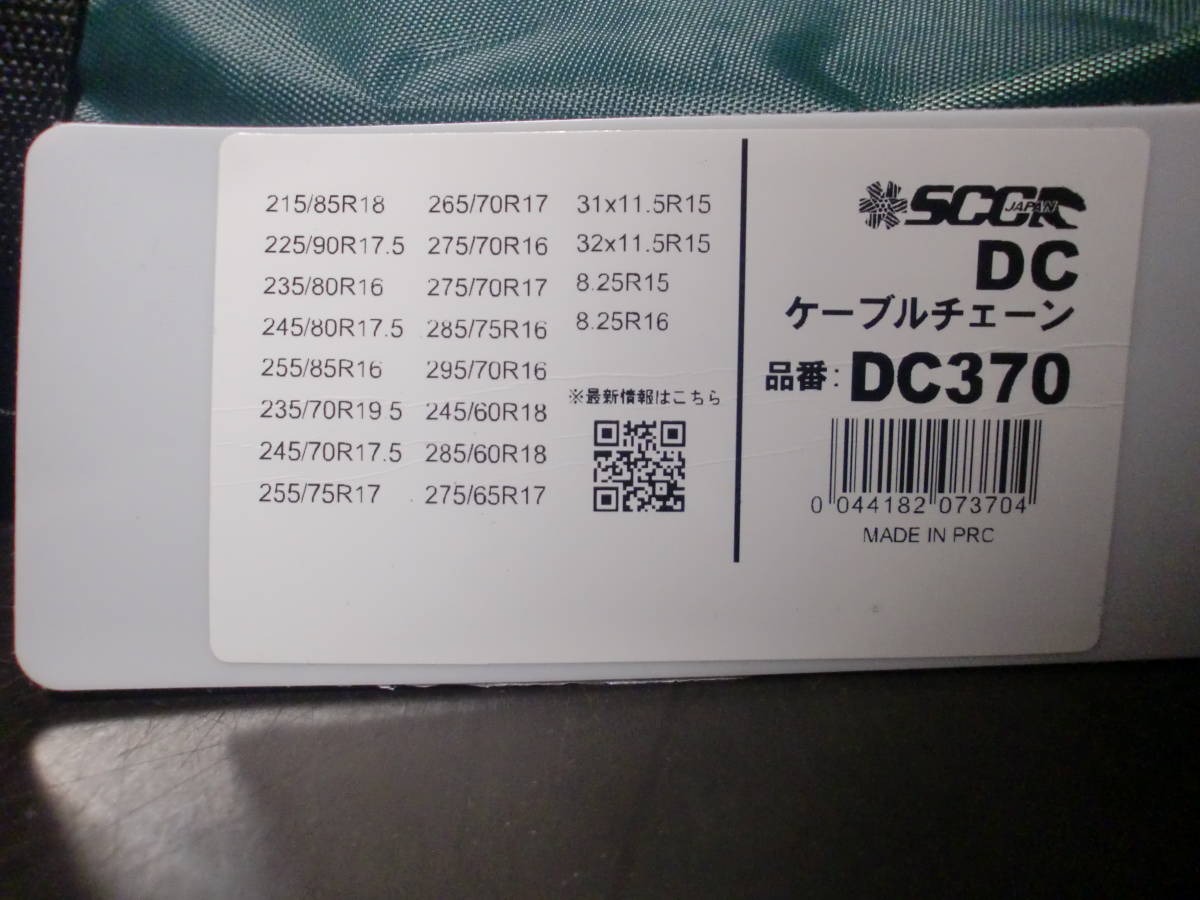 215/85R18
225/90R17.5
235/80R16
245/80R17.5
255/85R16
235/70R19.5
245/70R17.5
255/75R17
265/70R17
275/70R16
275/70R17
285/75R16
295/70R16
245/60R18
285/60R18
275/65R17
31x11.5R15
32x11.5R15
8.25R15
8.25R16
※最新情報はこちら
SCCR
JAPAN
DC
ケーブルチェーン
品番: DC370
0 044182 073704
MADE IN PRC